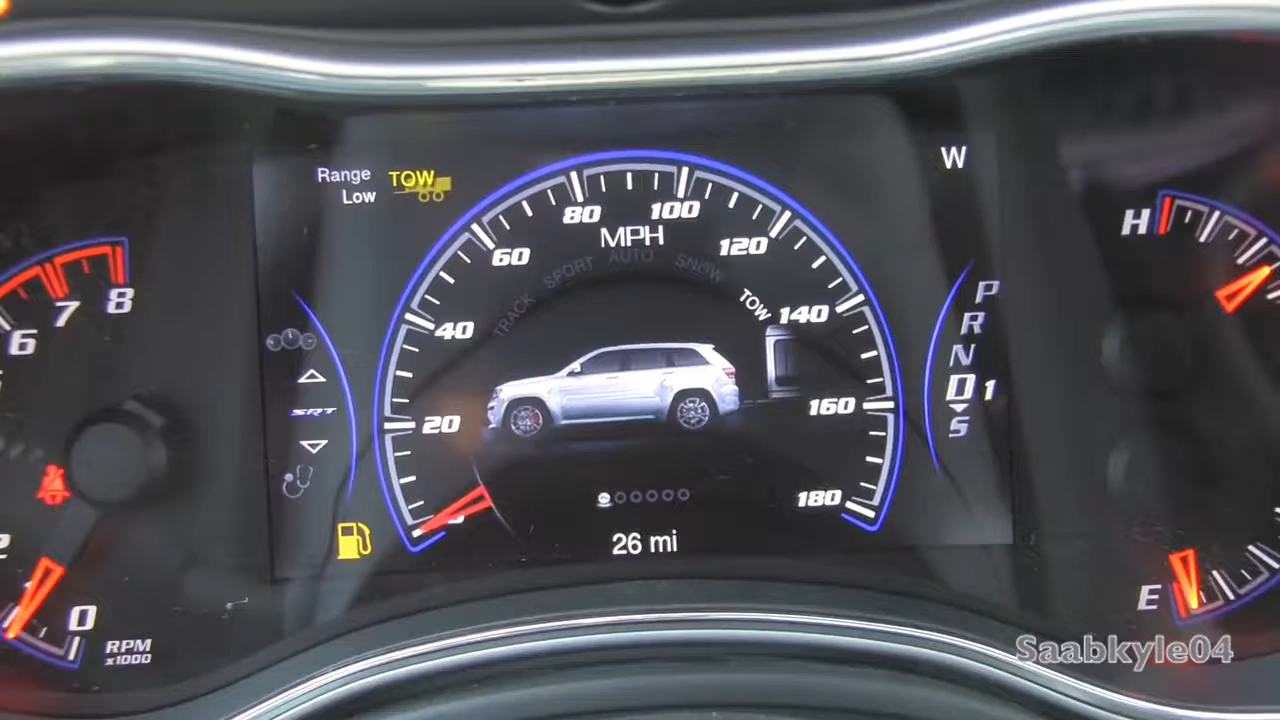 Range
Low
TOW
W
80
100
MPH
60
120
TRACK SPORT AUTO SNOW TOW
40
140
20
160
180
SRT
26 mi
P
R
N
D 1
S
6
7
8
0
RPM
x1000
H
E
Saabkyle04